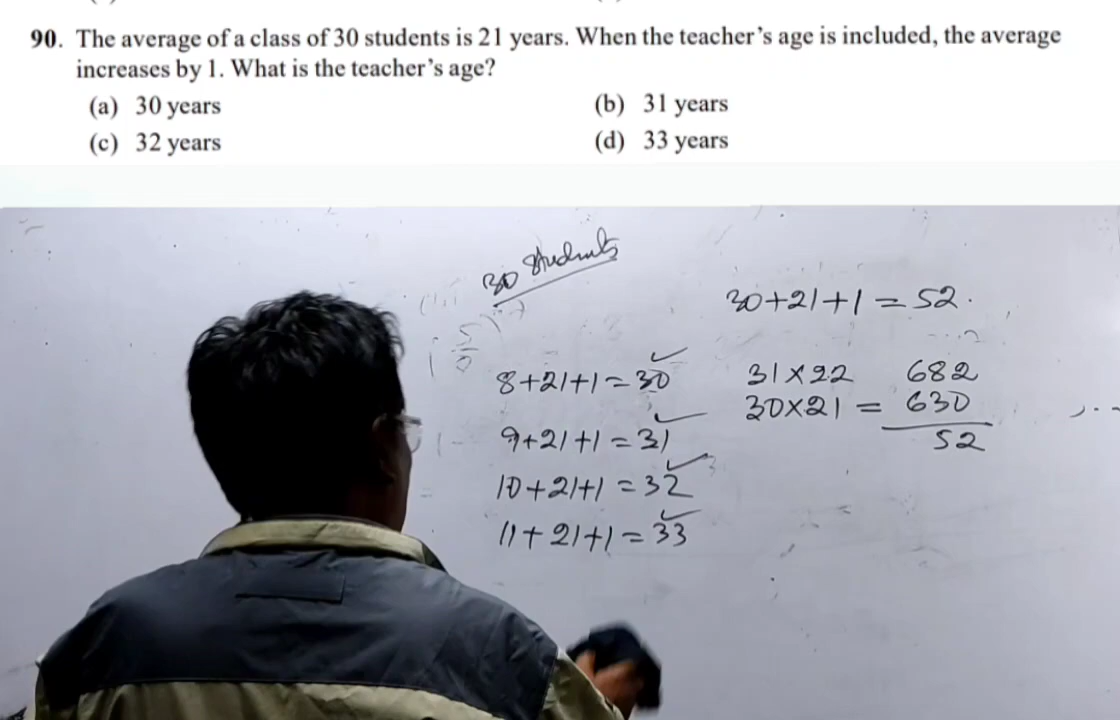 90. The average of a class of 30 students is 21 years. When the teacher's age is included, the average
increases by 1. What is the teacher's age?
(a) 30 years
(b) 31 years
(c) 32 years
(d) 33 years
30 students
30+21+1=52.
8+21+1=30
9+21+1=31
10+21+1=32
11+21+1=33
31×22 682
30×21 = 630
52